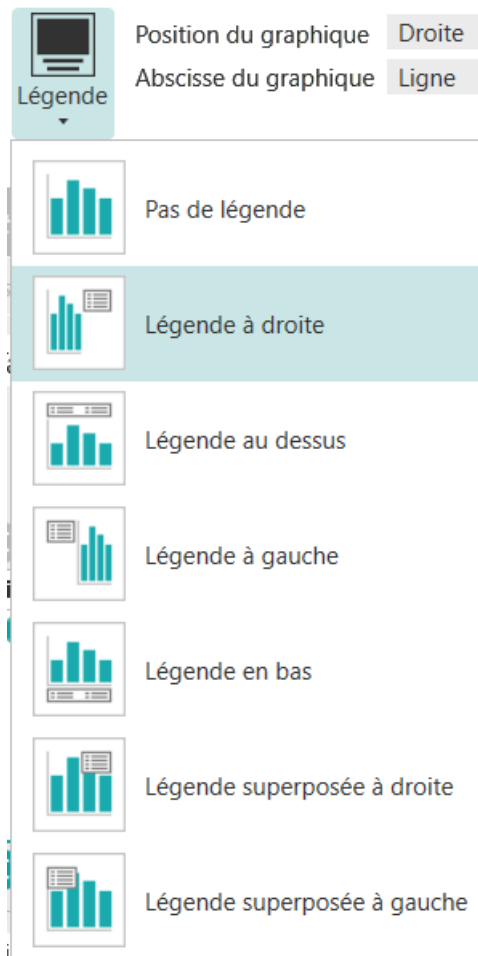 Position du graphique Droite
Légende
Abscisse du graphique Ligne
Pas de légende
Légende à droite
Légende au dessus
Légende à gauche
Légende en bas
Légende superposée à droite
Légende superposée à gauche